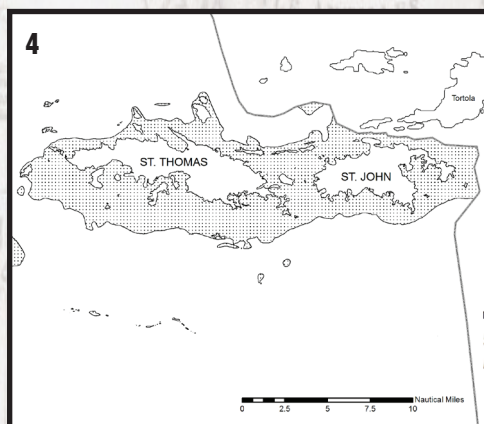 4
Tortola
ST. THOMAS
ST. JOHN
Nautical Miles
0 2.5 5 7.5 10